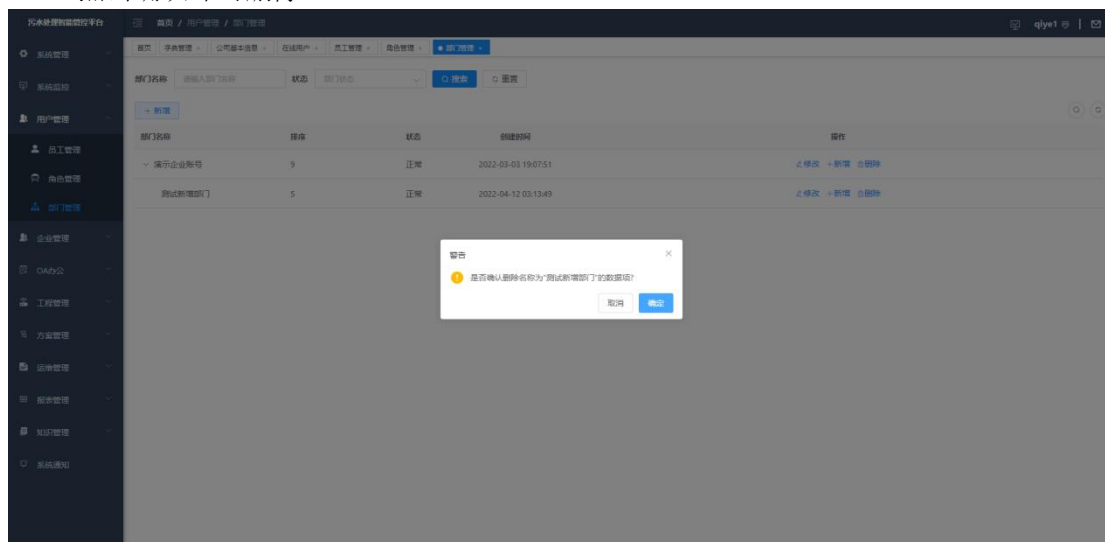 污水处理智能管控平台
首页 / 用户管理 / 部门管理
qiye1
首页 字典管理 × 公司基本信息 × 在线用户 × 员工管理 × 角色管理 × 部门管理 ×
系统管理
系统监控
用户管理
员工管理
角色管理
部门管理
企业管理
OA办公
工程管理
方案管理
运维管理
报表管理
知识管理
系统通知
部门名称 请输入部门名称 状态 部门状态 搜索 重置
+ 新增
部门名称 排序 状态 创建时间 操作
演示企业账号 9 正常 2022-03-03 19:07:51 修改 +新增 删除
测试新增部门 5 正常 2022-04-12 03:13:49 修改 +新增 删除
警告 ×
是否确认删除名称为"测试新增部门"的数据项?
取消 确定